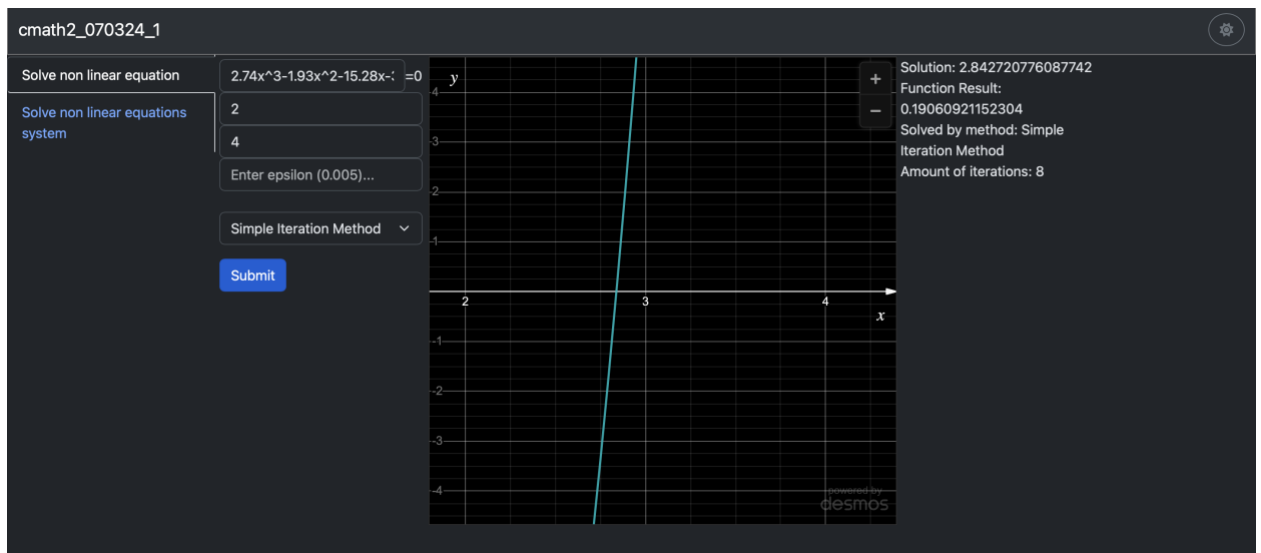 cmath2_070324_1
Solve non linear equation
Solve non linear equations
system
2.74x^3-1.93x^2-15.28x- =0
2
4
Enter epsilon (0.005)...
Simple Iteration Method
Submit
y
4
3
2
1
2
3
4
x
-1
-2
-3
-4
+
−
powered by
desmos
Solution: 2.842720776087742
Function Result:
0.19060921152304
Solved by method: Simple
Iteration Method
Amount of iterations: 8